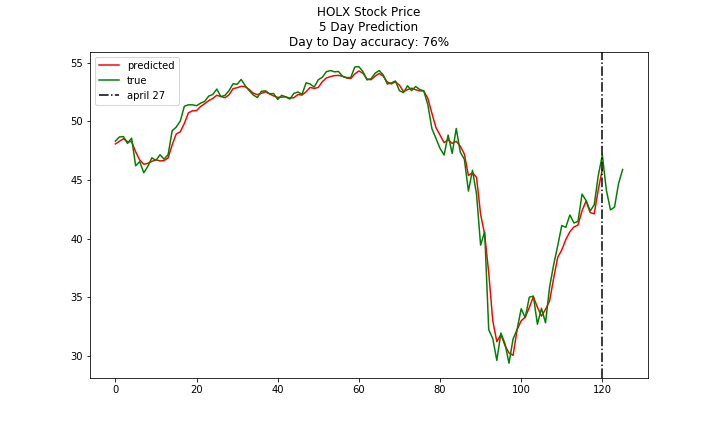 HOLX Stock Price
5 Day Prediction
Day to Day accuracy: 76%
predicted
true
april 27
55
50
45
40
35
30
0
20
40
60
80
100
120